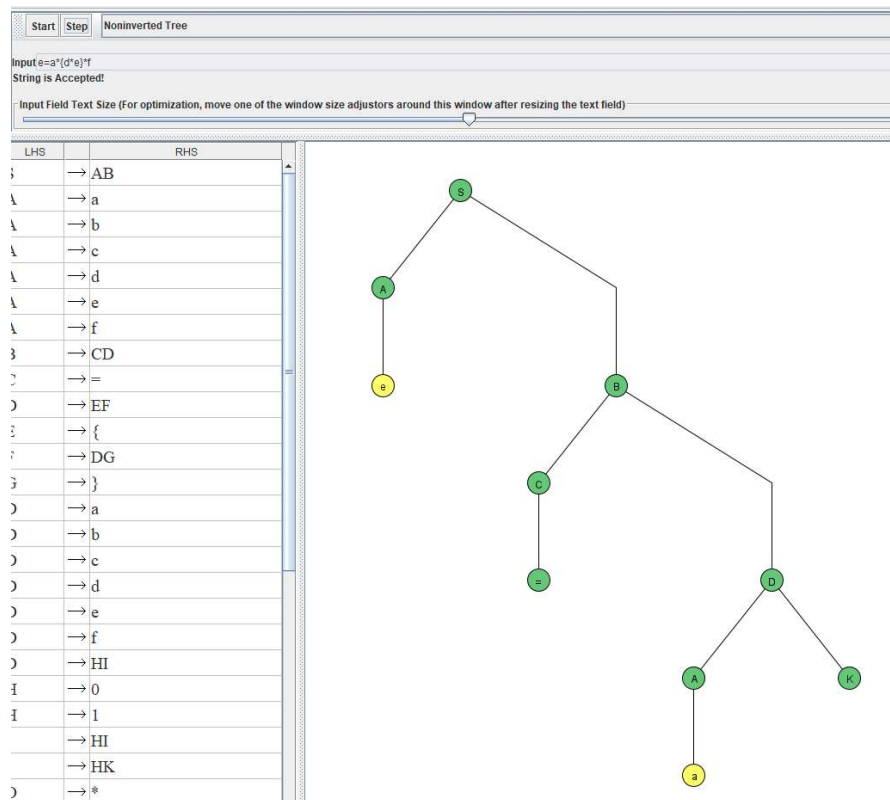 Start Step Noninverted Tree
Input e=a*{d*e}*f
String is Accepted!
Input Field Text Size (For optimization, move one of the window size adjustors around this window after resizing the text field)
LHS RHS
S → AB
A → a
A → b
A → c
A → d
A → e
A → f
B → CD
C → =
D → EF
E → {
F → DG
G → }
D → a
D → b
D → c
D → d
D → e
D → f
D → HI
H → 0
H → 1
→ HI
→ HK
→ *
S
A
e
B
C
=
D
A
K
a